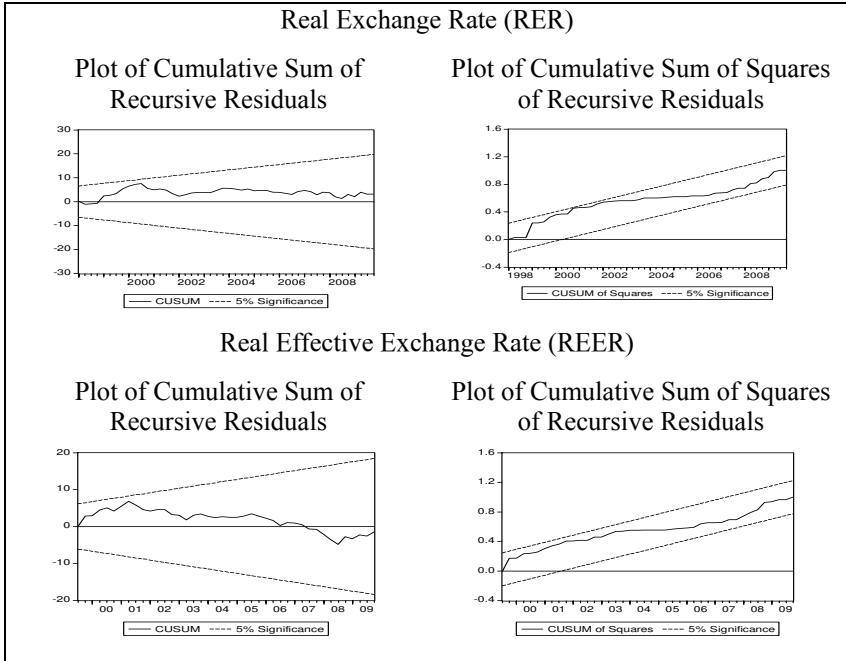 Real Exchange Rate (RER)
Plot of Cumulative Sum of
Recursive Residuals
30
20
10
0
-10
-20
-30
2000 2002 2004 2006 2008
CUSUM 5% Significance
Plot of Cumulative Sum of Squares
of Recursive Residuals
1.6
1.2
0.8
0.4
0.0
-0.4
1998 2000 2002 2004 2006 2008
CUSUM of Squares 5% Significance
Real Effective Exchange Rate (REER)
Plot of Cumulative Sum of
Recursive Residuals
20
10
0
-10
-20
00 01 02 03 04 05 06 07 08 09
CUSUM 5% Significance
Plot of Cumulative Sum of Squares
of Recursive Residuals
1.6
1.2
0.8
0.4
0.0
-0.4
00 01 02 03 04 05 06 07 08 09
CUSUM of Squares 5% Significance